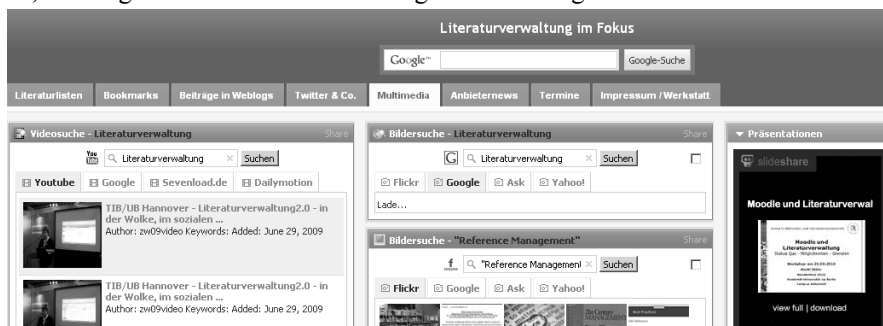 Literaturverwaltung im Fokus
Google™
Google-Suche
Literaturlisten
Bookmarks
Beiträge in Weblogs
Twitter & Co.
Multimedia
Anbieternews
Termine
Impressum / Werkstatt
Videosuche - Literaturverwaltung
Share
You Tube
Literaturverwaltung
Suchen
Youtube
Google
Sevenload.de
Dailymotion
TIB/UB Hannover - Literaturverwaltung2.0 - in
der Wolke, im sozialen ...
Author: zw09video Keywords: Added: June
29, 2009
TIB/UB Hannover - Literaturverwaltung2.0 - in
der Wolke, im sozialen ...
Author: zw09video Keywords: Added: June
29, 2009
Bildersuche - Literaturverwaltung
Share
G
Literaturverwaltung
Suchen
Flickr
Google
Ask
Yahoo!
Lade...
Bildersuche - "Reference Management"
Share
f
"Reference Management
Suchen
Flickr
Google
Ask
Yahoo!
Präsentationen
slideshare
Moodle und Literaturverwal
Moodle und
Literaturverwaltung
view full | download